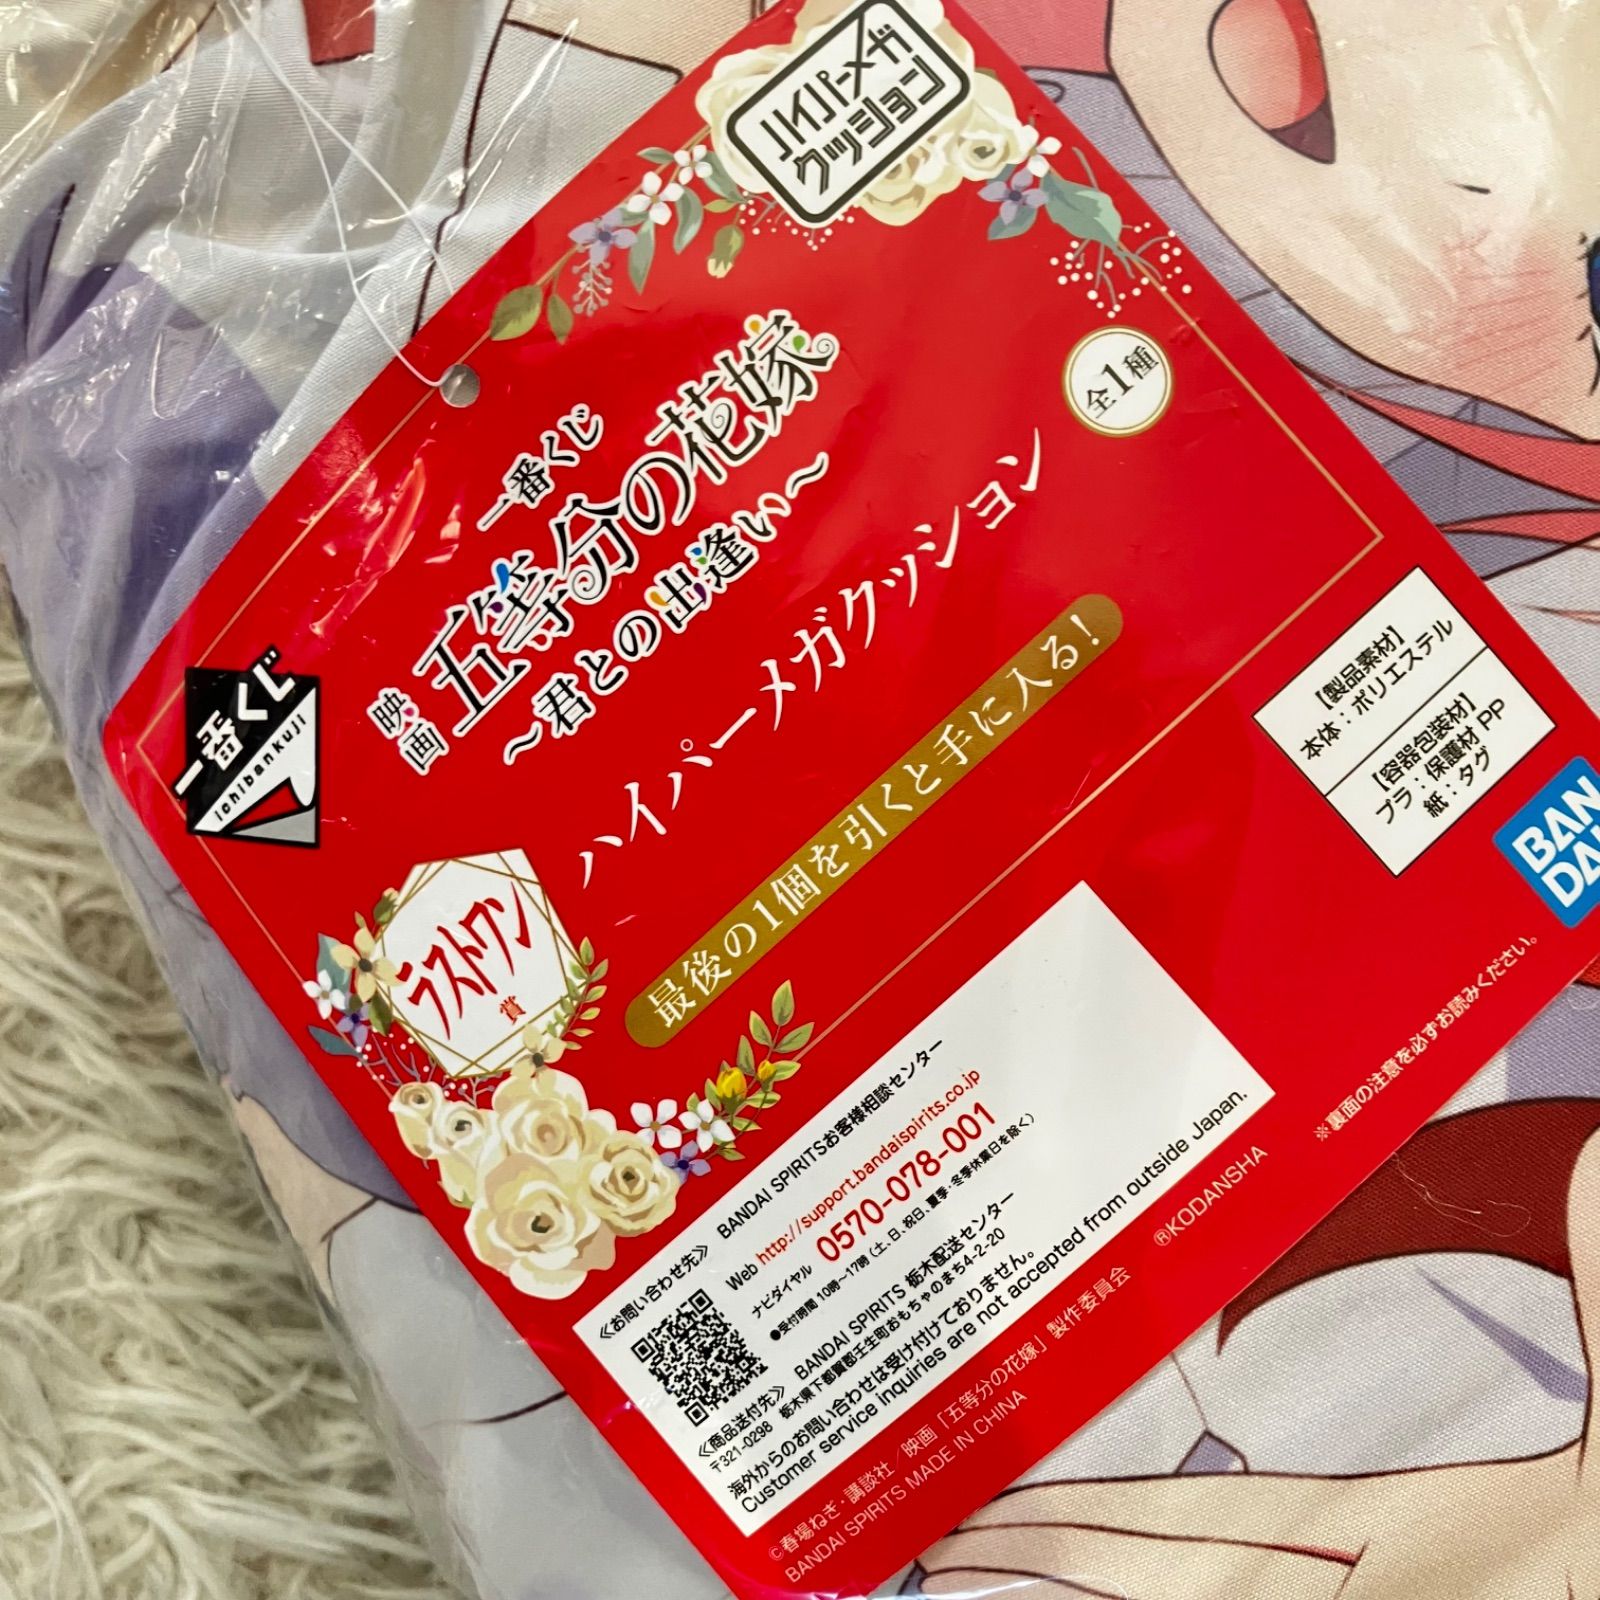 ハイパーメガ
クッション
全1種
一番くじ
映画
五等分の花嫁
～君との出逢い～
ハイパーメガクッション
最後の1個を引くと手に入る!
一番くじ
ichibankuji
ラストワン
賞
【製品素材】
本体：ポリエステル
【容器包装材】
プラ：保護材 PP
紙：タグ
BAN
DA
※裏面の注意を必ずお読みください。
《お問い合わせ先》 BANDAI SPIRITSお客様相談センター
Web http://support.bandaispirits.co.jp
ナビダイヤル 0570-078-001
●受付時間 10時～17時（土、日、祝日、夏季・冬季休業日を除く）
《商品送付先》 BANDAI SPIRITS 栃木配送センター
〒321-0298 栃木県下都賀郡壬生町おもちゃのまち4-2-20
海外からのお問い合わせは受け付けておりません。
Customer service inquiries are not accepted from outside Japan.
©春場ねぎ・講談社／映画「五等分の花嫁」製作委員会
®KODANSHA
BANDAI SPIRITS MADE IN CHINA